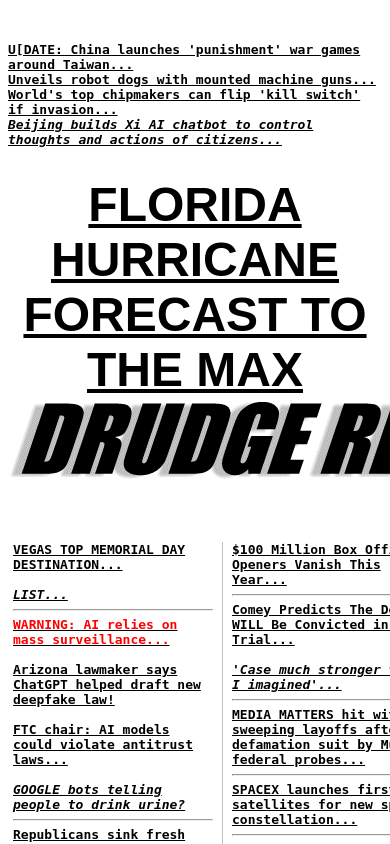 U[DATE: China launches 'punishment' war games
around Taiwan...
Unveils robot dogs with mounted machine guns...
World's top chipmakers can flip 'kill switch'
if invasion...
Beijing builds Xi AI chatbot to control
thoughts and actions of citizens...
FLORIDA
HURRICANE
FORECAST TO
THE MAX
DRUDGE
VEGAS TOP MEMORIAL DAY
DESTINATION...
LIST...
WARNING: AI relies on
mass surveillance...
Arizona lawmaker says
ChatGPT helped draft new
deepfake law!
FTC chair: AI models
could violate antitrust
laws...
GOOGLE bots telling
people to drink urine?
Republicans sink fresh
$100 Million Box
Openers Vanish This
Year...
Comey Predicts The
WILL Be Convicted in
Trial...
'Case much stronger
I imagined'...
MEDIA MATTERS hit
sweeping layoffs
defamation suit by
federal probes...
SPACEX launches
satellites for new
constellation...